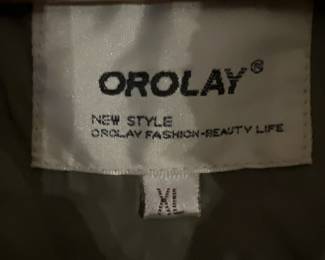 OROLAY®
NEW STYLE
OROLAY FASHION-BEAUTY LIFE
XL